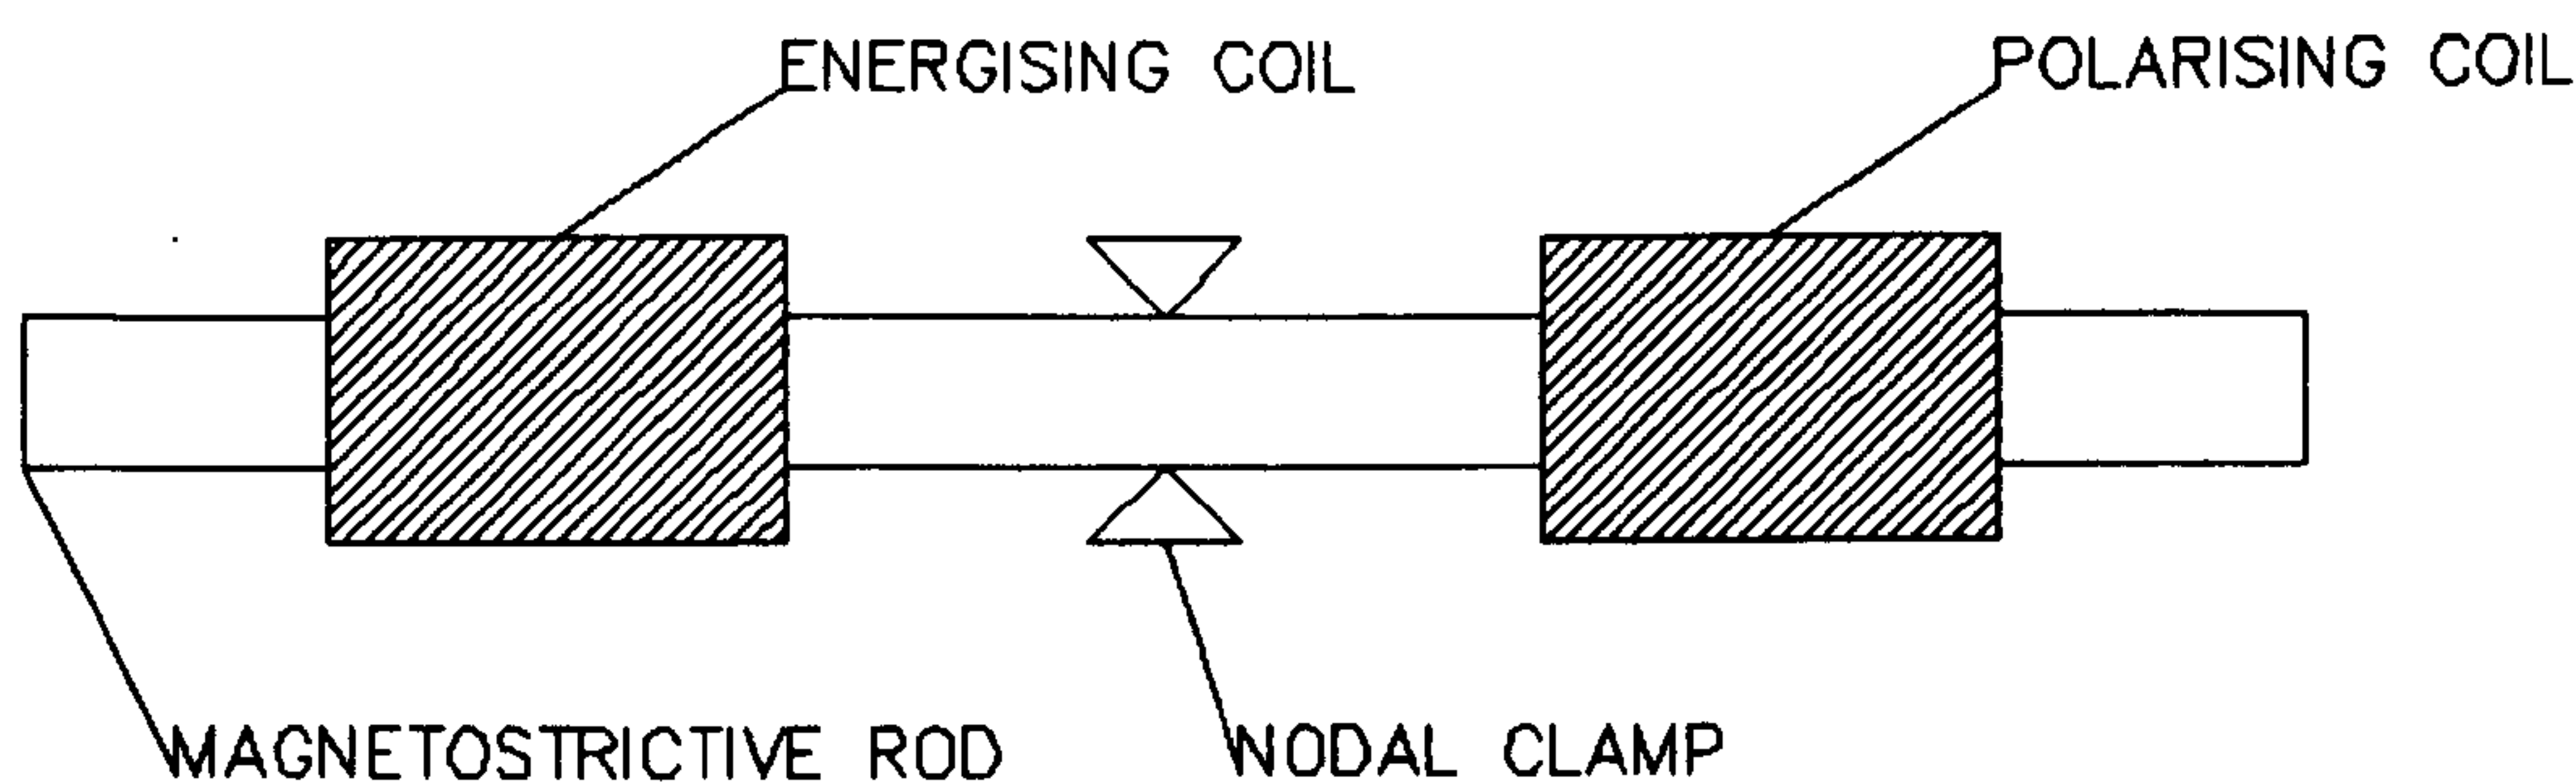 ENERGISING COIL
POLARISING COIL
MAGNETOSTRICTIVE ROD
NODAL CLAMP